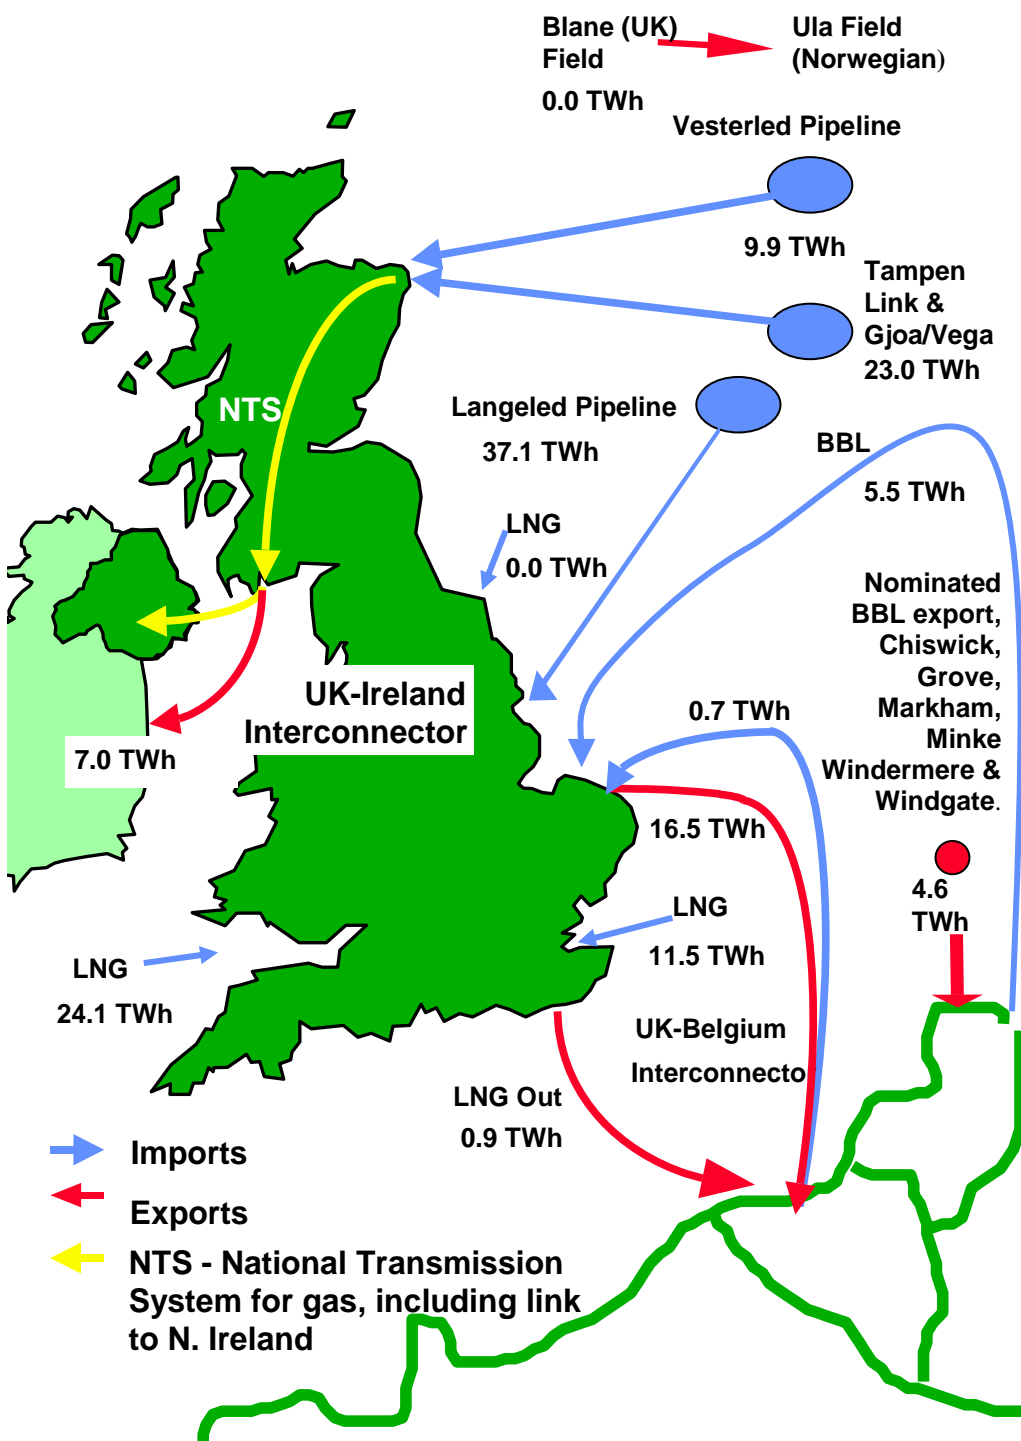 Blane (UK)
Field
0.0 TWh
Ula Field
(Norwegian)
Vesterled Pipeline
9.9 TWh
Tampen
Link &
Gjoa/Vega
23.0 TWh
NTS
Langeled Pipeline
37.1 TWh
BBL
5.5 TWh
LNG
0.0 TWh
Nominated
BBL export,
Chiswick,
Grove,
Markham,
Minke
Windermere &
Windgate.
4.6
TWh
UK-Ireland
Interconnector
7.0 TWh
0.7 TWh
16.5 TWh
LNG
11.5 TWh
LNG
24.1 TWh
UK-Belgium
Interconnecto
LNG Out
0.9 TWh
Imports
Exports
NTS - National Transmission
System for gas, including link
to N. Ireland